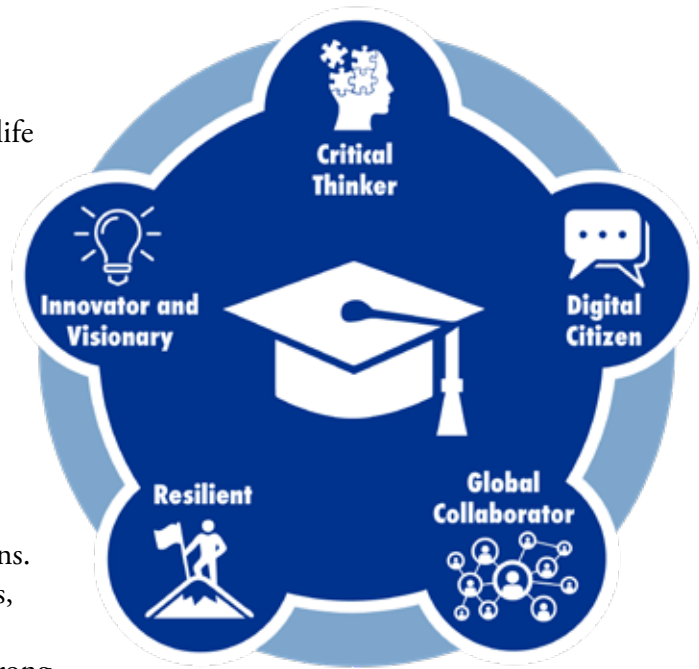 life
Critical
Thinker
Innovator and
Visionary
Digital
Citizen
Resilient
Global
Collaborator
ns.
s,